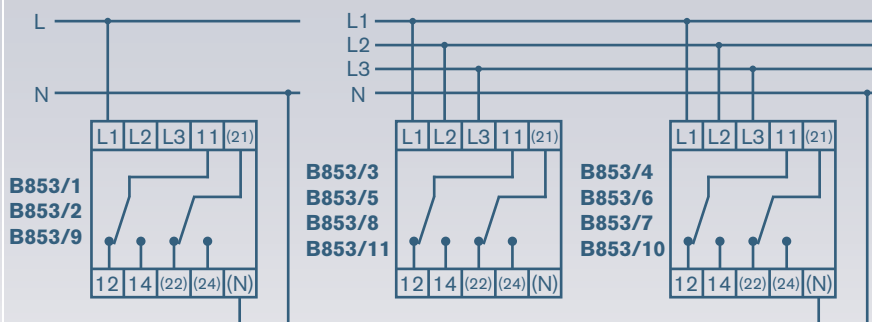 L
N
L1
L2
L3
N
L1 L2 L3 11 (21)
B853/1
B853/2
B853/9
12 14 (22) (24) (N)
L1 L2 L3 11 (21)
B853/3
B853/5
B853/8
B853/11
12 14 (22) (24) (N)
L1 L2 L3 11 (21)
B853/4
B853/6
B853/7
B853/10
12 14 (22) (24) (N)